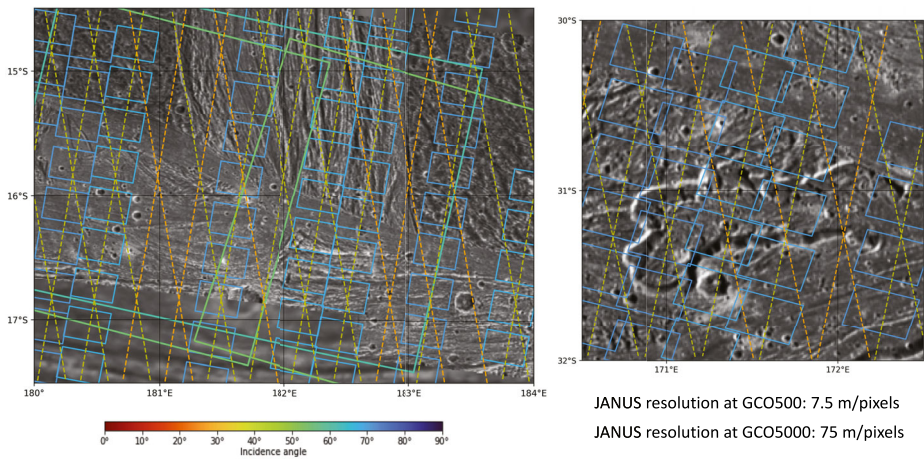 30°S
15°S
31°S
16°S
17°S
32°S
171°E
172°E
180°
181°E
182°E
183°E
184°E
JANUS resolution at GCO500: 7.5 m/pixels
0° 10° 20° 30° 40° 50° 60° 70° 80° 90°
JANUS resolution at GCO5000: 75 m/pixels
Incidence angle